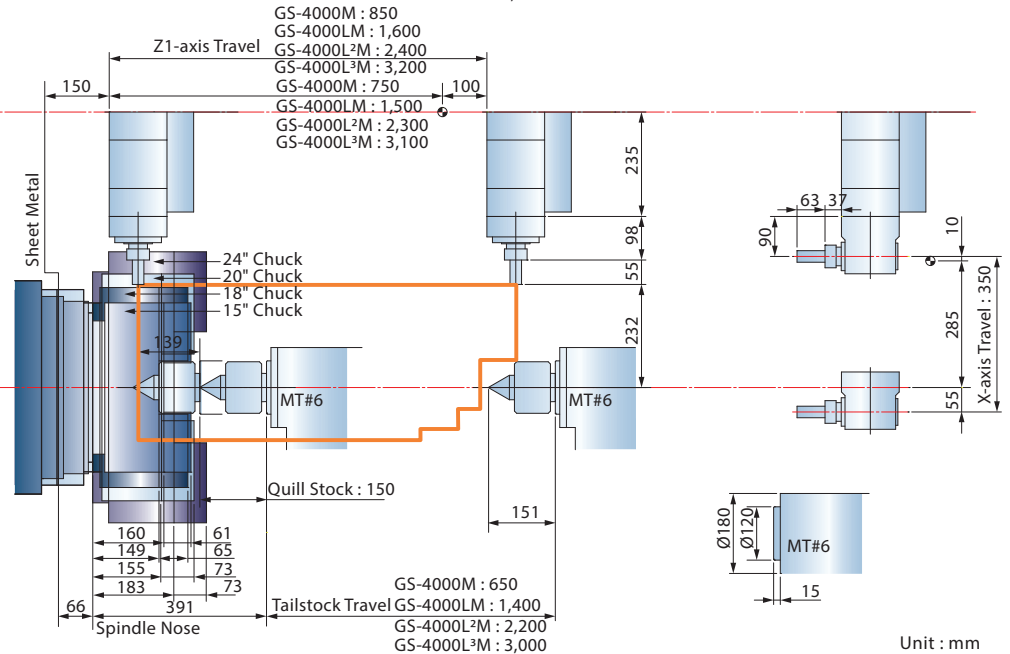 GS-4000M : 850
GS-4000LM : 1,600
Z1-axis Travel
GS-4000L²M : 2,400
GS-4000L³M : 3,200
150
GS-4000M : 750
100
GS-4000LM : 1,500
GS-4000L²M : 2,300
GS-4000L³M : 3,100
235
Sheet Metal
63
37
10
90
98
24" Chuck
20" Chuck
55
18" Chuck
15" Chuck
285
X-axis Travel : 350
139
232
MT#6
MT#6
55
Quill Stock : 150
151
Ø180
Ø120
MT#6
160
61
149
65
155
73
183
73
15
GS-4000M : 650
66
391
Tailstock Travel
GS-4000LM : 1,400
Spindle Nose
GS-4000L²M : 2,200
GS-4000L³M : 3,000
Unit : mm